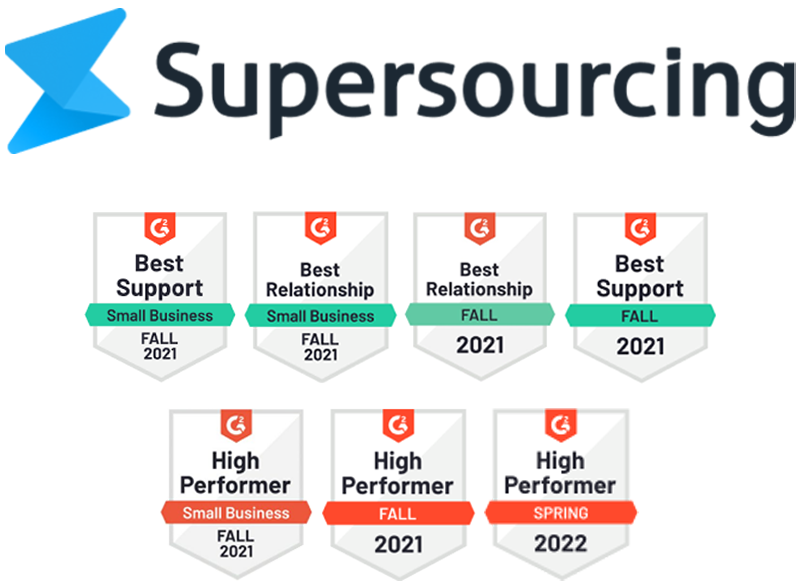 Supersourcing
G2
Best
Support
Small Business
FALL
2021
G2
Best
Relationship
Small Business
FALL
2021
G2
Best
Relationship
FALL
2021
G2
Best
Support
FALL
2021
G2
High
Performer
Small Business
FALL
2021
G2
High
Performer
FALL
2021
G2
High
Performer
SPRING
2022